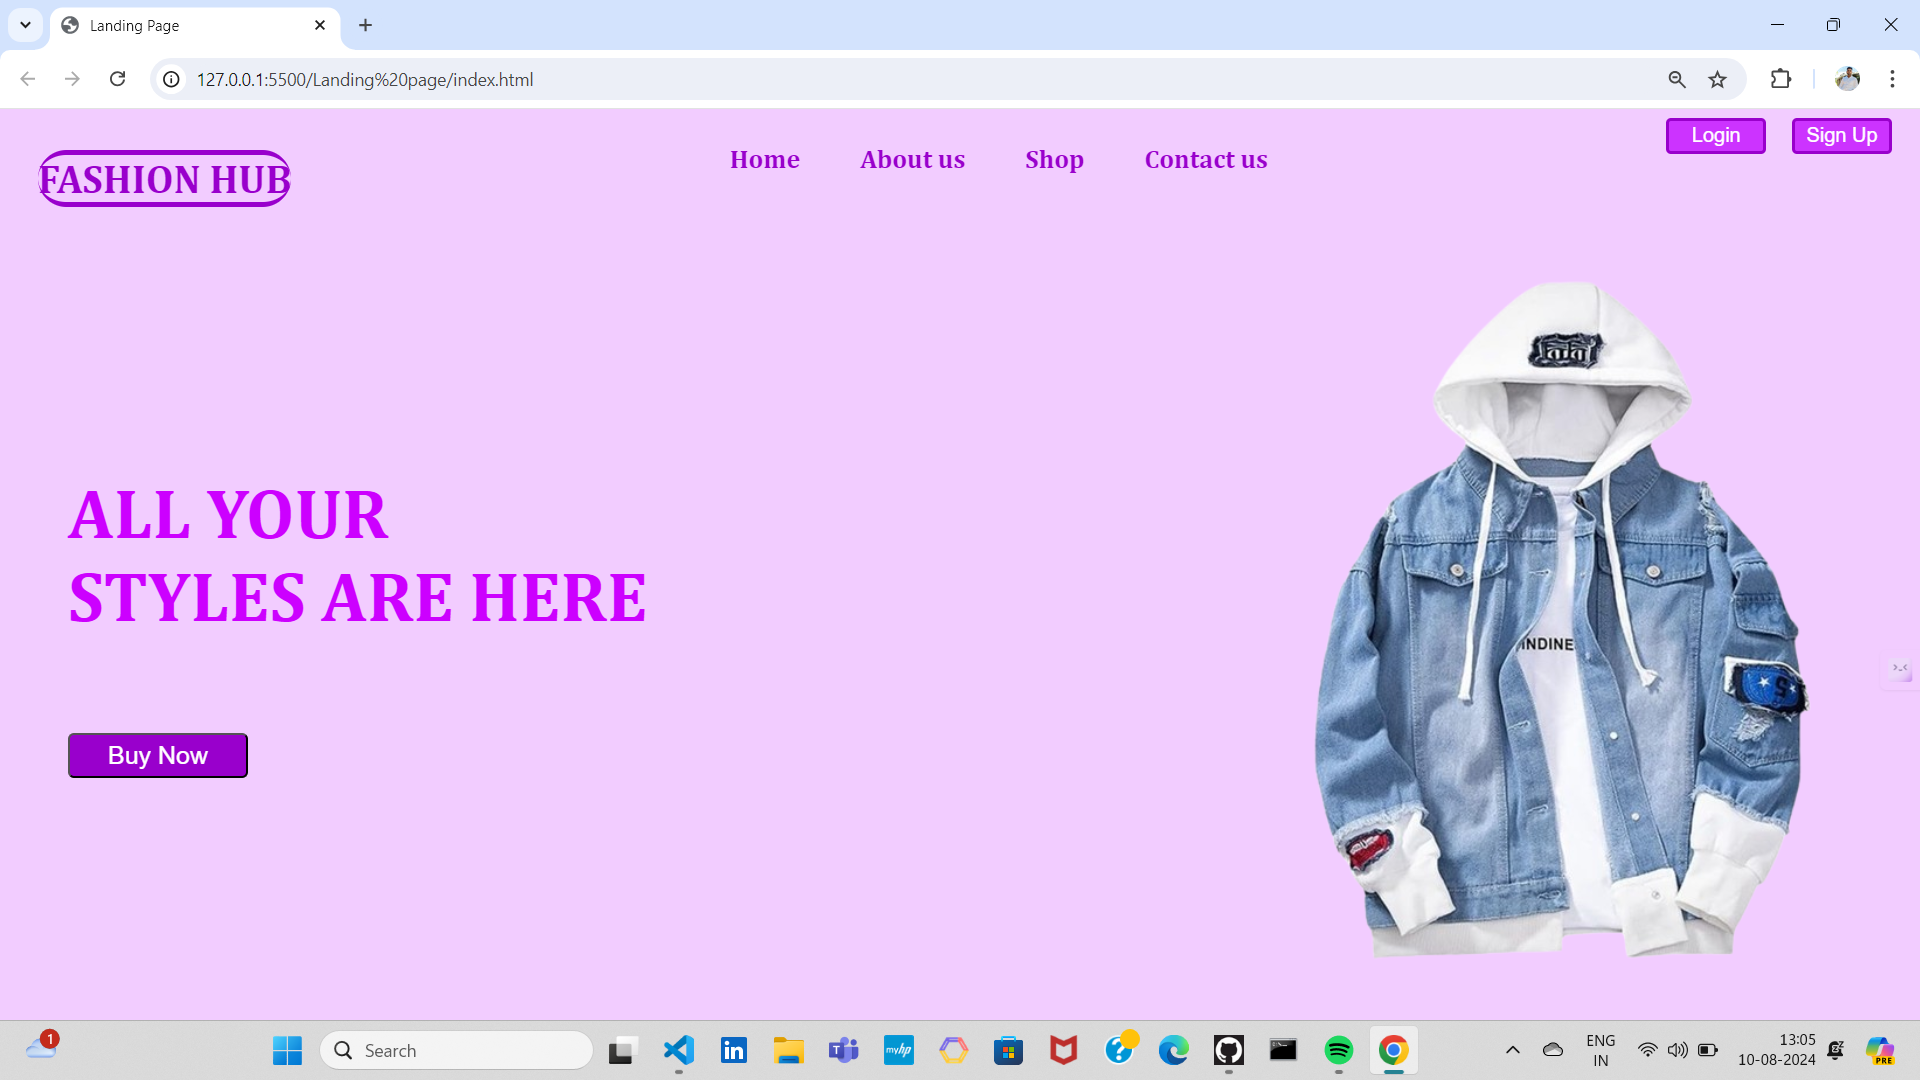 Landing Page
127.0.0.1:5500/Landing%20page/index.html
Login Sign Up
Home About us Shop Contact us
FASHION HUB
ALL YOUR
STYLES ARE HERE
Buy Now
1
Search
myhp
PRE
ENG
IN
13:05
10-08-2024